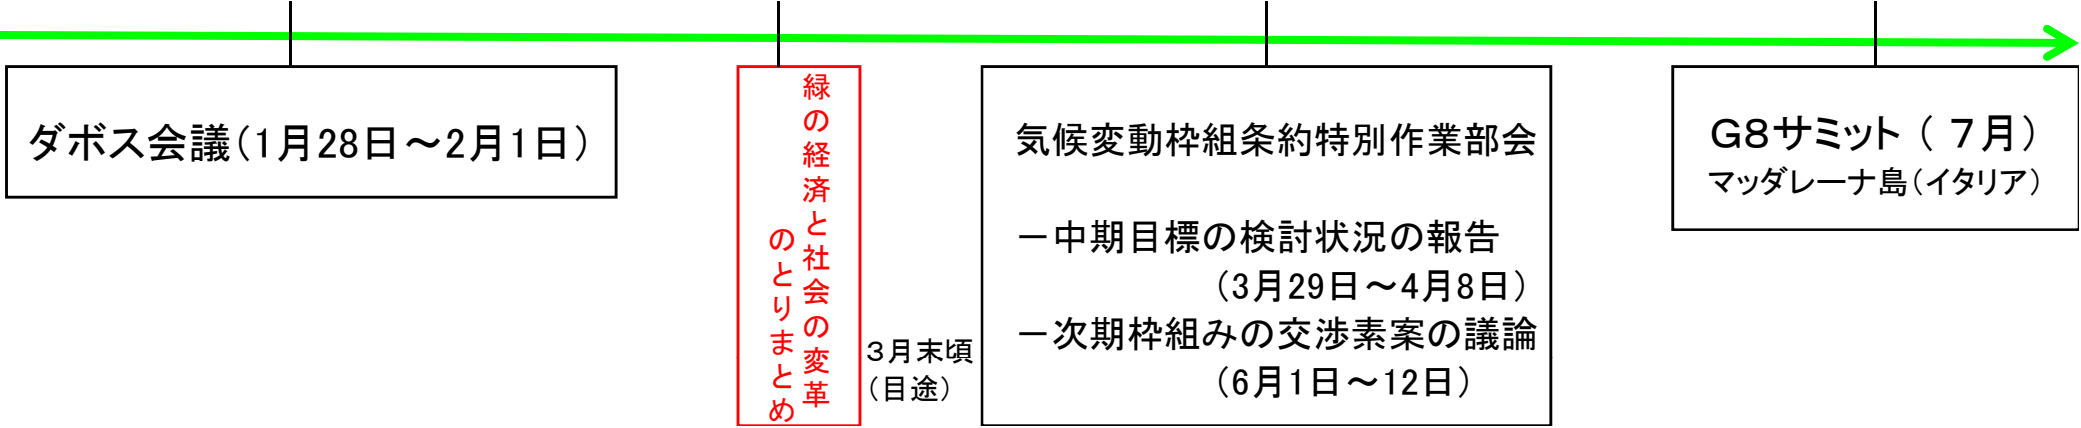 ダボス会議(1月28日～2月1日)
緑の経済と社会の変革
のとりまとめ
3月末頃
(目途)
気候変動枠組条約特別作業部会
－中期目標の検討状況の報告
(3月29日～4月8日)
－次期枠組みの交渉素案の議論
(6月1日～12日)
G8サミット ( 7月)
マッダレーナ島(イタリア)